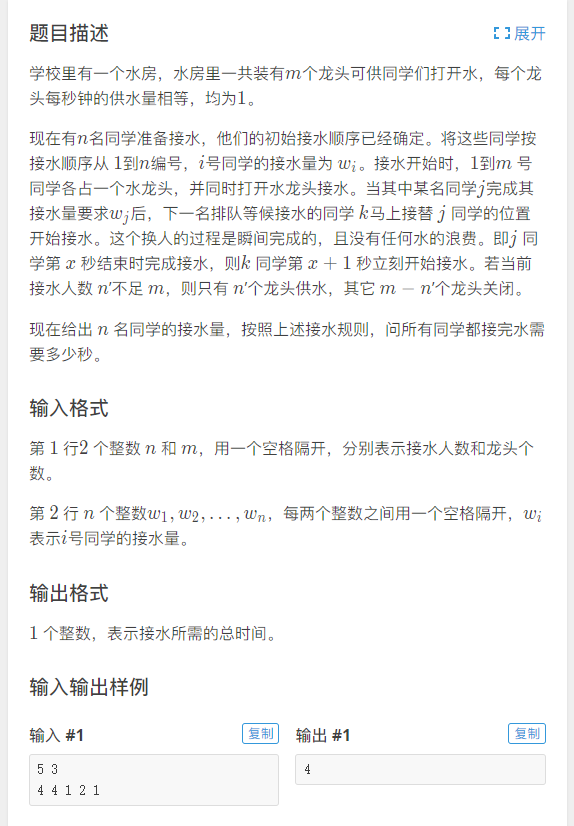 题目描述
展开
学校里有一个水房，水房里一共装有m个龙头可供同学们打开水，每个龙
头每秒钟的供水量相等，均为1。
现在有n名同学准备接水，他们的初始接水顺序已经确定。将这些同学按
接水顺序从 1到n编号，i号同学的接水量为 wᵢ。接水开始时，1到m 号
同学各占一个水龙头，并同时打开水龙头接水。当其中某名同学j完成其
接水量要求wⱼ后，下一名排队等候接水的同学 k马上接替 j 同学的位置
开始接水。这个换人的过程是瞬间完成的，且没有任何水的浪费。即j 同
学第 x 秒结束时完成接水，则k 同学第 x + 1 秒立刻开始接水。若当前
接水人数 n′不足 m，则只有 n′个龙头供水，其它 m − n′个龙头关闭。
现在给出 n 名同学的接水量，按照上述接水规则，问所有同学都接完水需
要多少秒。
输入格式
第 1 行2 个整数 n 和 m，用一个空格隔开，分别表示接水人数和龙头个
数。
第 2 行 n 个整数w₁, w₂, . . . , wₙ，每两个整数之间用一个空格隔开，wᵢ
表示i号同学的接水量。
输出格式
1 个整数，表示接水所需的总时间。
输入输出样例
输入 #1
复制
5 3
4 4 1 2 1
输出 #1
复制
4